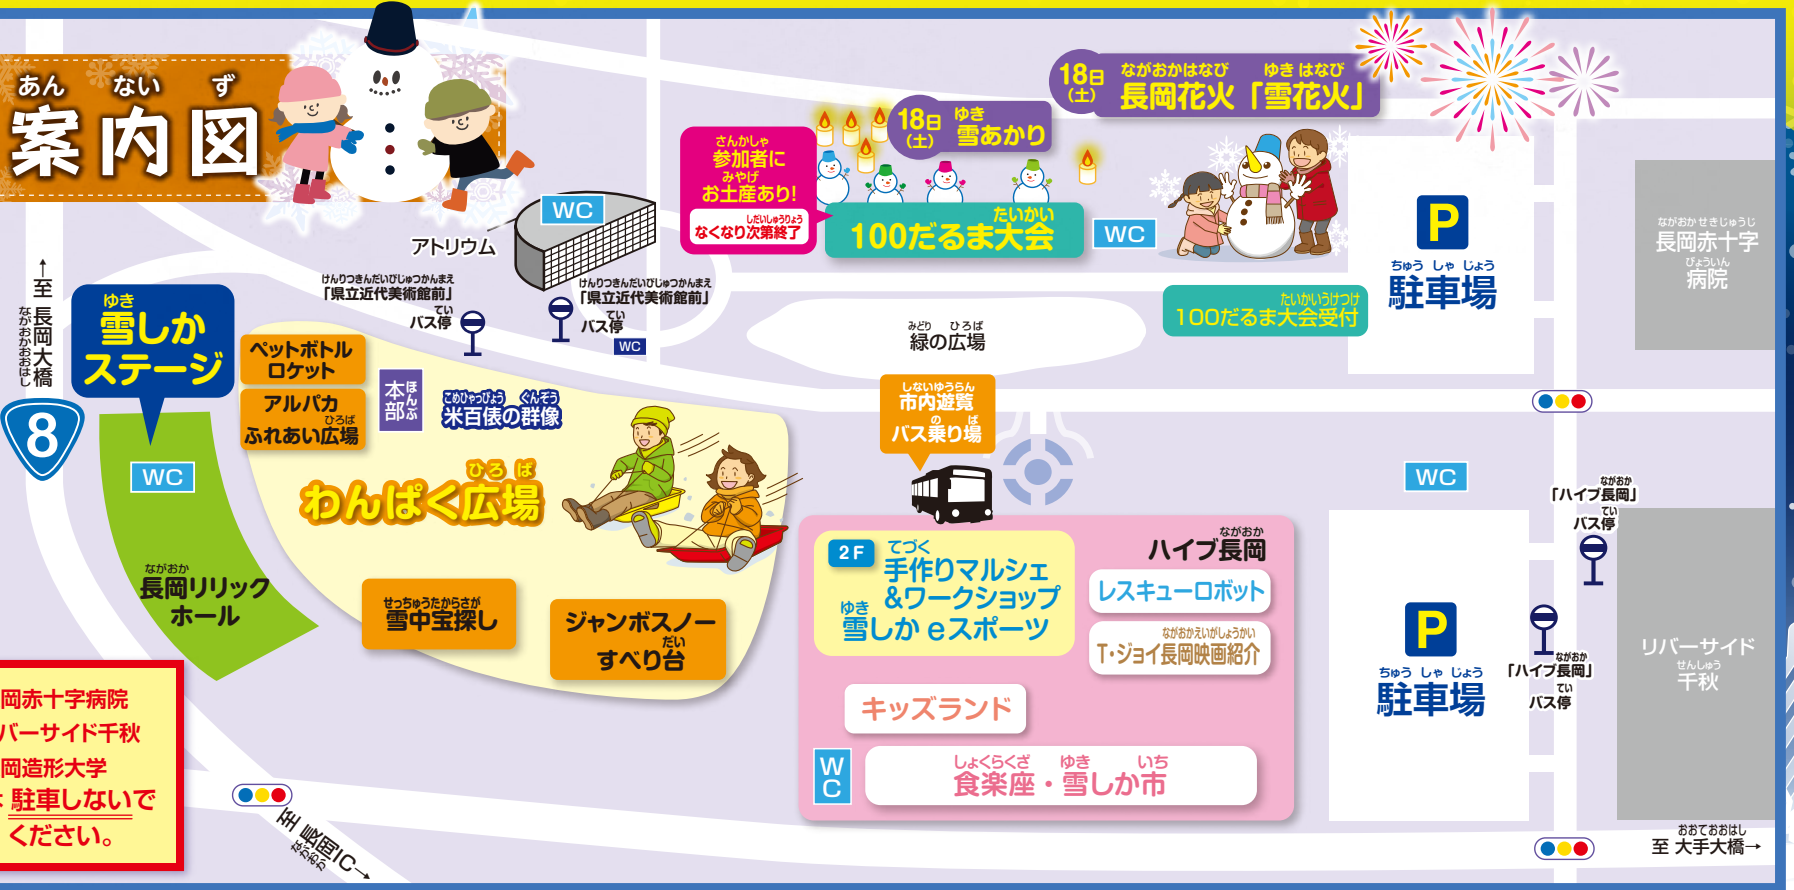 あん ない ず
案内図
18日
(土)
ながおかはなび ゆき はなび
長岡花火「雪花火」
18日
(土)
ゆき
雪あかり
さんかしゃ
参加者に
みやげ
お土産あり!
しだいしゅうりょう
なくなり次第終了
たいかい
100だるま大会
WC
WC
アトリウム
けんりつきんだいびじゅつかんまえ
「県立近代美術館前」
てい
バス停
けんりつきんだいびじゅつかんまえ
「県立近代美術館前」
てい
バス停
WC
たいかいうけつけ
100だるま大会受付
みどり ひろば
緑の広場
P
ちゅう しゃ じょう
駐車場
ながおかせきじゅうじ
長岡赤十字
びょういん
病院
←至 長岡大橋
ながおかおおはし
8
ゆき
雪しか
ステージ
WC
ながおか
長岡リリック
ホール
ペットボトル
ロケット
アルパカ
ひろば
ふれあい広場
本部
ほんぶ
こめひゃっぴょう ぐんぞう
米百俵の群像
ひろ ば
わんぱく広場
せっちゅうたからさが
雪中宝探し
ジャンボスノー
だい
すべり台
しないゆうらん
市内遊覧
の ば
バス乗り場
2F
てづく
手作りマルシェ
&ワークショップ
ゆき
雪しか eスポーツ
ながおか
ハイブ長岡
レスキューロボット
ながおかえいがしょうかい
T・ジョイ長岡映画紹介
キッズランド
WC
しょくらくざ ゆき いち
食楽座・雪しか市
WC
P
ちゅう しゃ じょう
駐車場
ながおか
「ハイブ長岡」
てい
バス停
ながおか
「ハイブ長岡」
てい
バス停
リバーサイド
せんしゅう
千秋
岡赤十字病院
バーサイド千秋
岡造形大学
駐車しないで
ください。
至 長岡IC→
ながおか
おおておおはし
至 大手大橋→